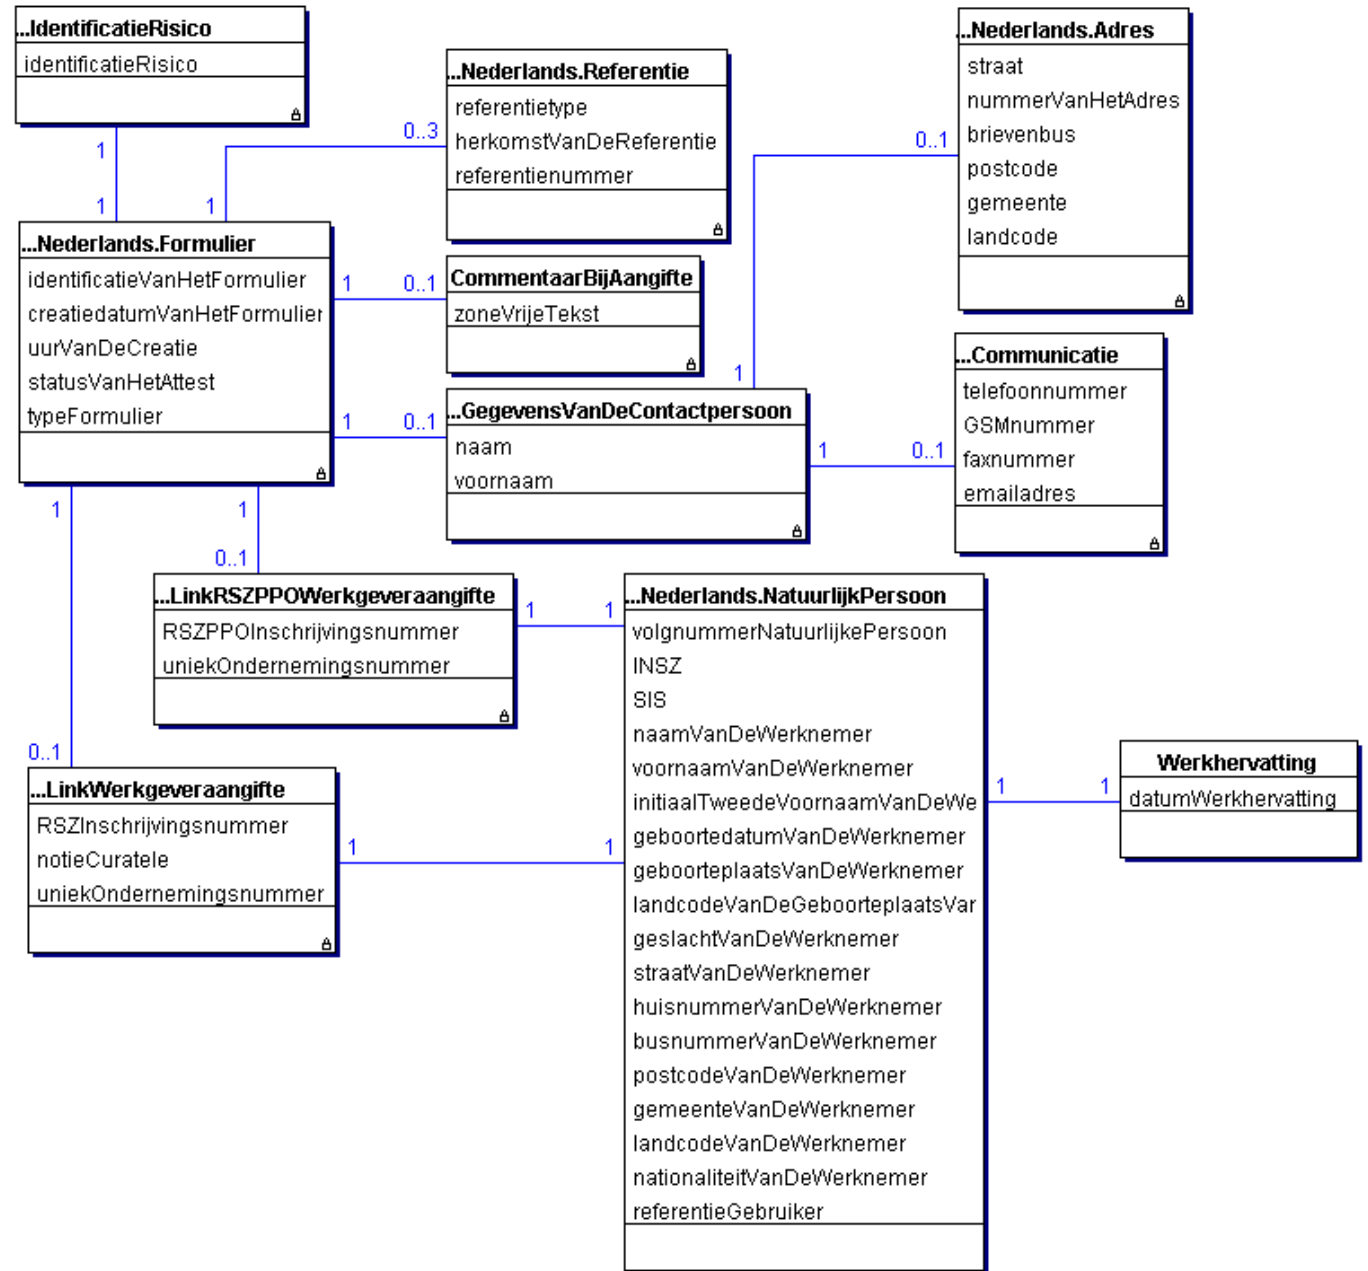 ...IdentificatieRisico
identificatieRisico
...Nederlands.Referentie
referentietype
herkomstVanDeReferentie
referentienummer
...Nederlands.Adres
straat
nummerVanHetAdres
brievenbus
postcode
gemeente
landcode
1
1
1
0..3
0..1
1
...Nederlands.Formulier
identificatieVanHetFormulier
creatiedatumVanHetFormulier
uurVanDeCreatie
statusVanHetAttest
typeFormulier
1
0..1
CommentaarBijAangifte
zoneVrijeTekst
1
0..1
...GegevensVanDeContactpersoon
naam
voornaam
1
0..1
...Communicatie
telefoonnummer
GSMnummer
faxnummer
emailadres
1
0..1
1
0..1
...LinkRSZPPOWerkgeveraangifte
RSZPPOInschrijvingsnummer
uniekOndernemingsnummer
1
1
...LinkWerkgeveraangifte
RSZInschrijvingsnummer
notieCuratele
uniekOndernemingsnummer
1
1
...Nederlands.NatuurlijkPersoon
volgnummerNatuurlijkePersoon
INSZ
SIS
naamVanDeWerknemer
voornaamVanDeWerknemer
initiaalTweedeVoornaamVanDeWe
geboortedatumVanDeWerknemer
geboorteplaatsVanDeWerknemer
landcodeVanDeGeboorteplaatsVar
geslachtVanDeWerknemer
straatVanDeWerknemer
huisnummerVanDeWerknemer
busnummerVanDeWerknemer
postcodeVanDeWerknemer
gemeenteVanDeWerknemer
landcodeVanDeWerknemer
nationaliteitVanDeWerknemer
referentieGebruiker
1
1
Werkhervatting
datumWerkhervatting